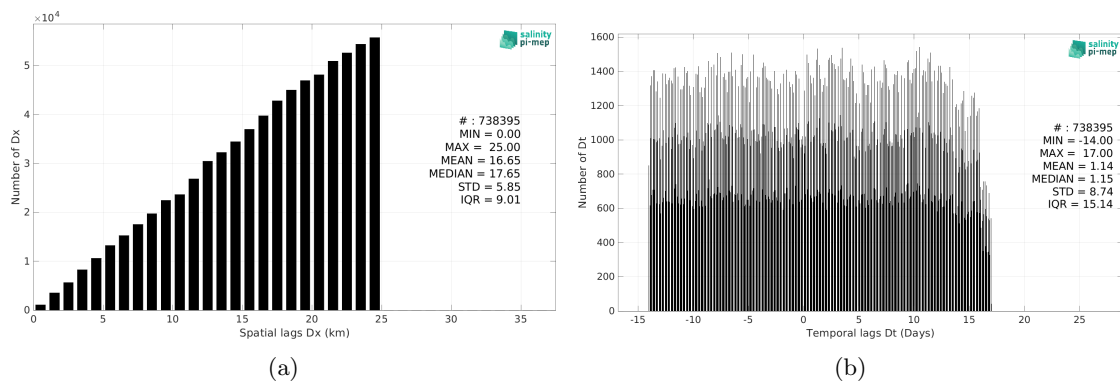 ×10⁴
5
4
3
2
1
0
Number of Dx
0 5 10 15 20 25 30 35
Spatial lags Dx (km)
salinity
pi-mep
# : 738395
MIN = 0.00
MAX = 25.00
MEAN = 16.65
MEDIAN = 17.65
STD = 5.85
IQR = 9.01
(a)
1600
1400
1200
1000
800
600
400
200
0
Number of Dt
-15 -10 -5 0 5 10 15 20 25
Temporal lags Dt (Days)
salinity
pi-mep
# : 738395
MIN = -14.00
MAX = 17.00
MEAN = 1.14
MEDIAN = 1.15
STD = 8.74
IQR = 15.14
(b)